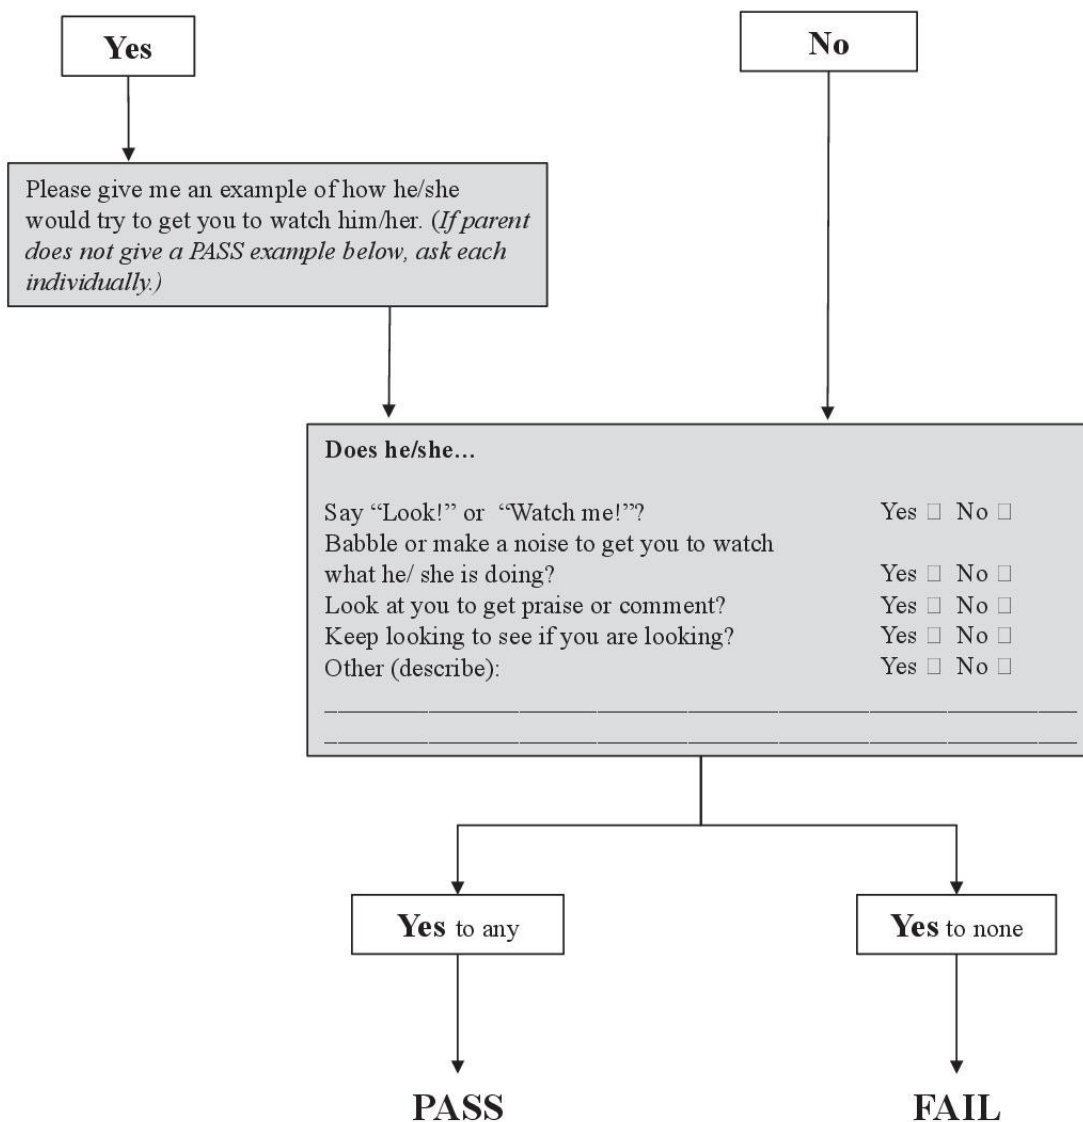 Yes
No
Please give me an example of how he/she
would try to get you to watch him/her. (If parent
does not give a PASS example below, ask each
individually.)
Does he/she…
Say “Look!” or “Watch me!”? Yes □ No □
Babble or make a noise to get you to watch
what he/ she is doing? Yes □ No □
Look at you to get praise or comment? Yes □ No □
Keep looking to see if you are looking? Yes □ No □
Other (describe): Yes □ No □
Yes to any
Yes to none
PASS
FAIL